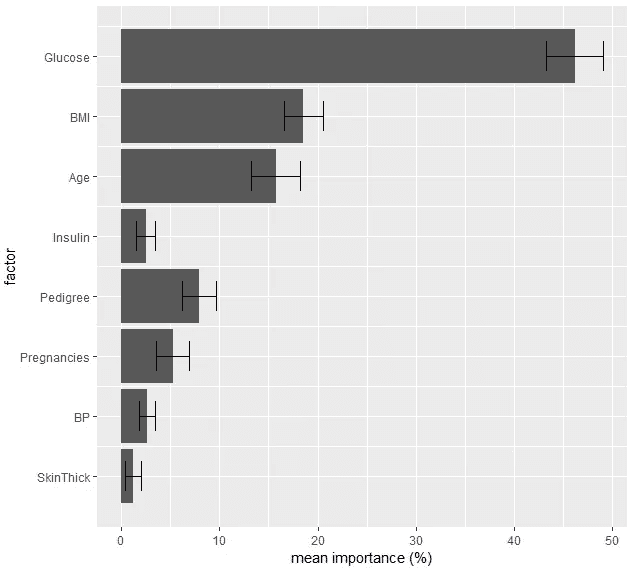 Glucose
BMI
Age
Insulin
Pedigree
Pregnancies
BP
SkinThick
factor
0 10 20 30 40 50
mean importance (%)